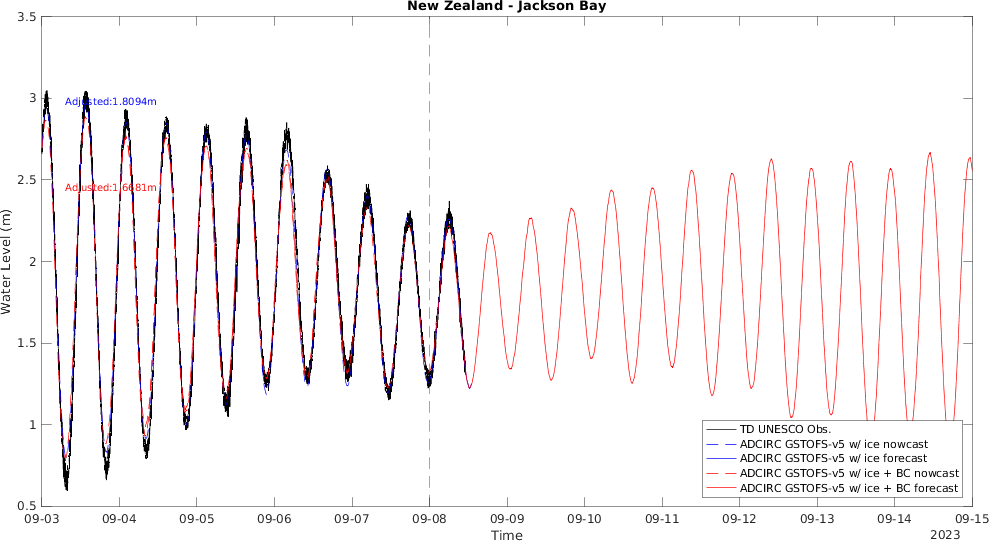 New Zealand - Jackson Bay
3.5
3
2.5
2
1.5
1
0.5
Water Level (m)
Adjusted:1.8094m
Adjusted:1.6681m
TD UNESCO Obs.
ADCIRC GSTOFS-v5 w/ ice nowcast
ADCIRC GSTOFS-v5 w/ ice forecast
ADCIRC GSTOFS-v5 w/ ice + BC nowcast
ADCIRC GSTOFS-v5 w/ ice + BC forecast
09-03 09-04 09-05 09-06 09-07 09-08 09-09 09-10 09-11 09-12 09-13 09-14 09-15
Time
2023